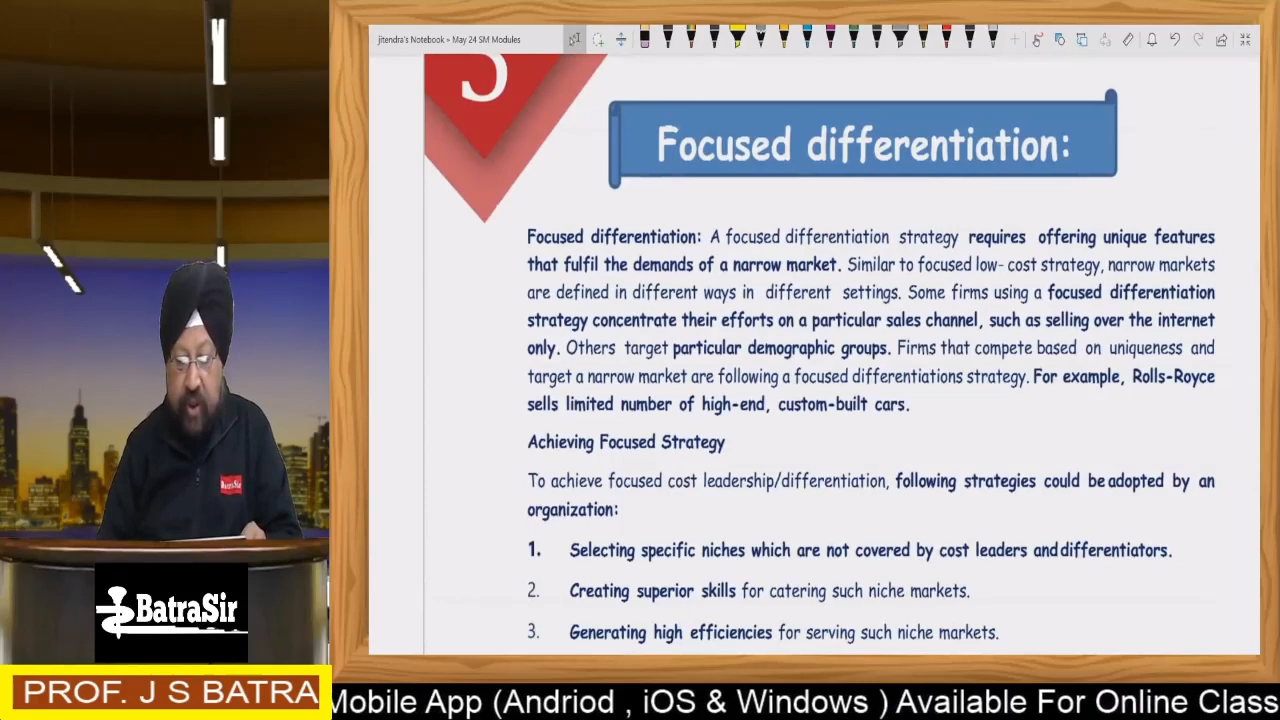 jitendra's Notebook » May 24 SM Modules
Focused differentiation:
Focused differentiation: A focused differentiation strategy requires offering unique features
that fulfil the demands of a narrow market. Similar to focused low- cost strategy, narrow markets
are defined in different ways in different settings. Some firms using a focused differentiation
strategy concentrate their efforts on a particular sales channel, such as selling over the internet
only. Others target particular demographic groups. Firms that compete based on uniqueness and
target a narrow market are following a focused differentiations strategy. For example, Rolls-Royce
sells limited number of high-end, custom-built cars.
Achieving Focused Strategy
To achieve focused cost leadership/differentiation, following strategies could be adopted by an
organization:
1. Selecting specific niches which are not covered by cost leaders and differentiators.
2. Creating superior skills for catering such niche markets.
3. Generating high efficiencies for serving such niche markets.
BatraSir
BatraSir
PROF. J S BATRA
Mobile App (Andriod , iOS & Windows ) Available For Online Class